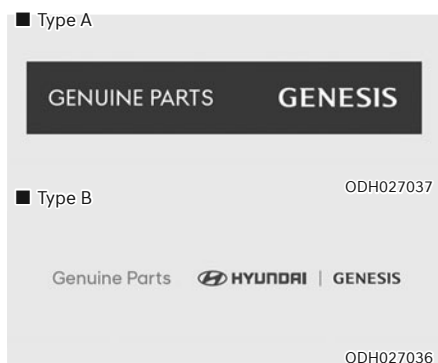 ■ Type A
GENUINE PARTS GENESIS
ODH027037
■ Type B
Genuine Parts HYUNDAI | GENESIS
ODH027036